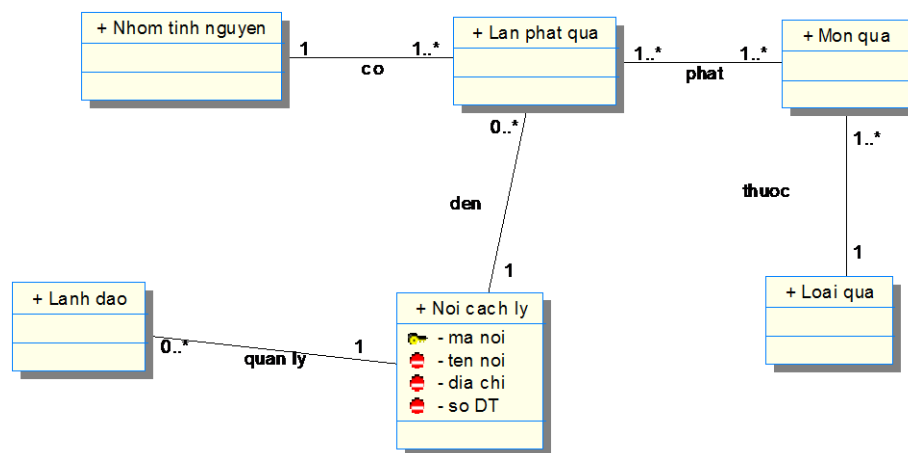 + Nhom tinh nguyen
1
co
1..*
+ Lan phat qua
1..*
phat
1..*
+ Mon qua
0..*
den
1
1..*
thuoc
1
+ Loai qua
+ Lanh dao
0..*
quan ly
1
+ Noi cach ly
- ma noi
- ten noi
- dia chi
- so DT